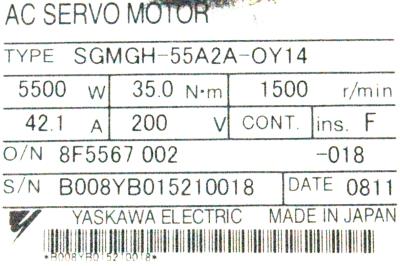 AC SERVO MOTOR
TYPE SGMGH-55A2A-OY14
5500 W 35.0 N·m 1500 r/min
42.1 A 200 V CONT. ins. F
O/N 8F5567 002 -018
S/N B008YB015210018 DATE 0811
YASKAWA ELECTRIC MADE IN JAPAN
*B008YB015210018*